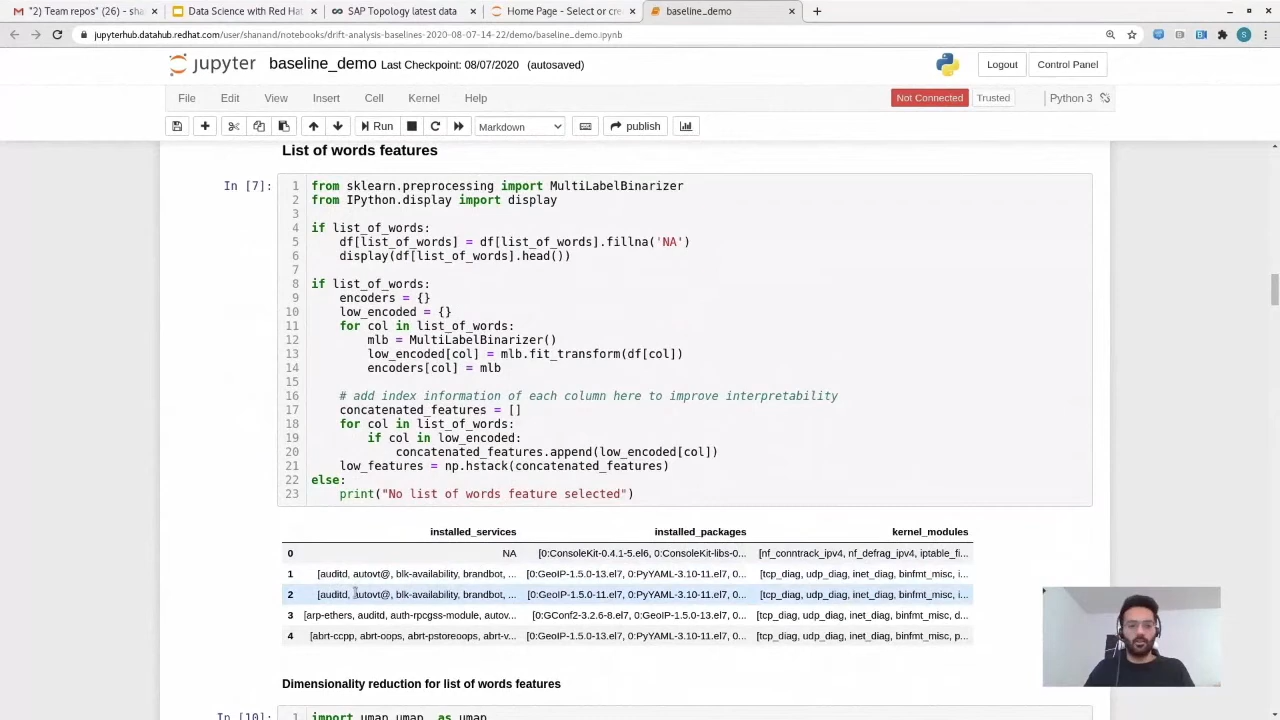 "2) Team repos" (26) - sha
Data Science with Red Hat
SAP Topology latest data
Home Page - Select or cre
baseline_demo
jupyterhub.datahub.redhat.com/user/shanand/notebooks/drift-analysis-baselines-2020-08-07-14-22/demo/baseline_demo.ipynb
S
jupyter baseline_demo Last Checkpoint: 08/07/2020 (autosaved)
Logout
Control Panel
File Edit View Insert Cell Kernel Help
Not Connected
Trusted
Python 3
Run
Markdown
publish
List of words features
In [7]:
1 from sklearn.preprocessing import MultiLabelBinarizer
2 from IPython.display import display
3
4 if list_of_words:
5 df[list_of_words] = df[list_of_words].fillna('NA')
6 display(df[list_of_words].head())
7
8 if list_of_words:
9 encoders = {}
10 low_encoded = {}
11 for col in list_of_words:
12 mlb = MultiLabelBinarizer()
13 low_encoded[col] = mlb.fit_transform(df[col])
14 encoders[col] = mlb
15
16 # add index information of each column here to improve interpretability
17 concatenated_features = []
18 for col in list_of_words:
19 if col in low_encoded:
20 concatenated_features.append(low_encoded[col])
21 low_features = np.hstack(concatenated_features)
22 else:
23 print("No list of words feature selected")
installed_services installed_packages kernel_modules
0 NA [0:ConsoleKit-0.4.1-5.el6, 0:ConsoleKit-libs-0... [nf_conntrack_ipv4, nf_defrag_ipv4, iptable_fi...
1 [auditd, autovt@, blk-availability, brandbot, ... [0:GeoIP-1.5.0-13.el7, 0:PyYAML-3.10-11.el7, 0... [tcp_diag, udp_diag, inet_diag, binfmt_misc, i...
2 [auditd, autovt@, blk-availability, brandbot, ... [0:GeoIP-1.5.0-11.el7, 0:PyYAML-3.10-11.el7, 0... [tcp_diag, udp_diag, inet_diag, binfmt_misc, i...
3 [arp-ethers, auditd, auth-rpcgss-module, autov... [0:GConf2-3.2.6-8.el7, 0:GeoIP-1.5.0-13.el7, 0... [tcp_diag, udp_diag, inet_diag, binfmt_misc, d...
4 [abrt-ccpp, abrt-oops, abrt-pstoreoops, abrt-v... [0:GeoIP-1.5.0-13.el7, 0:PyYAML-3.10-11.el7, 0... [tcp_diag, udp_diag, inet_diag, binfmt_misc, p...
Dimensionality reduction for list of words features
In [10]:
1 import umap.umap_ as umap